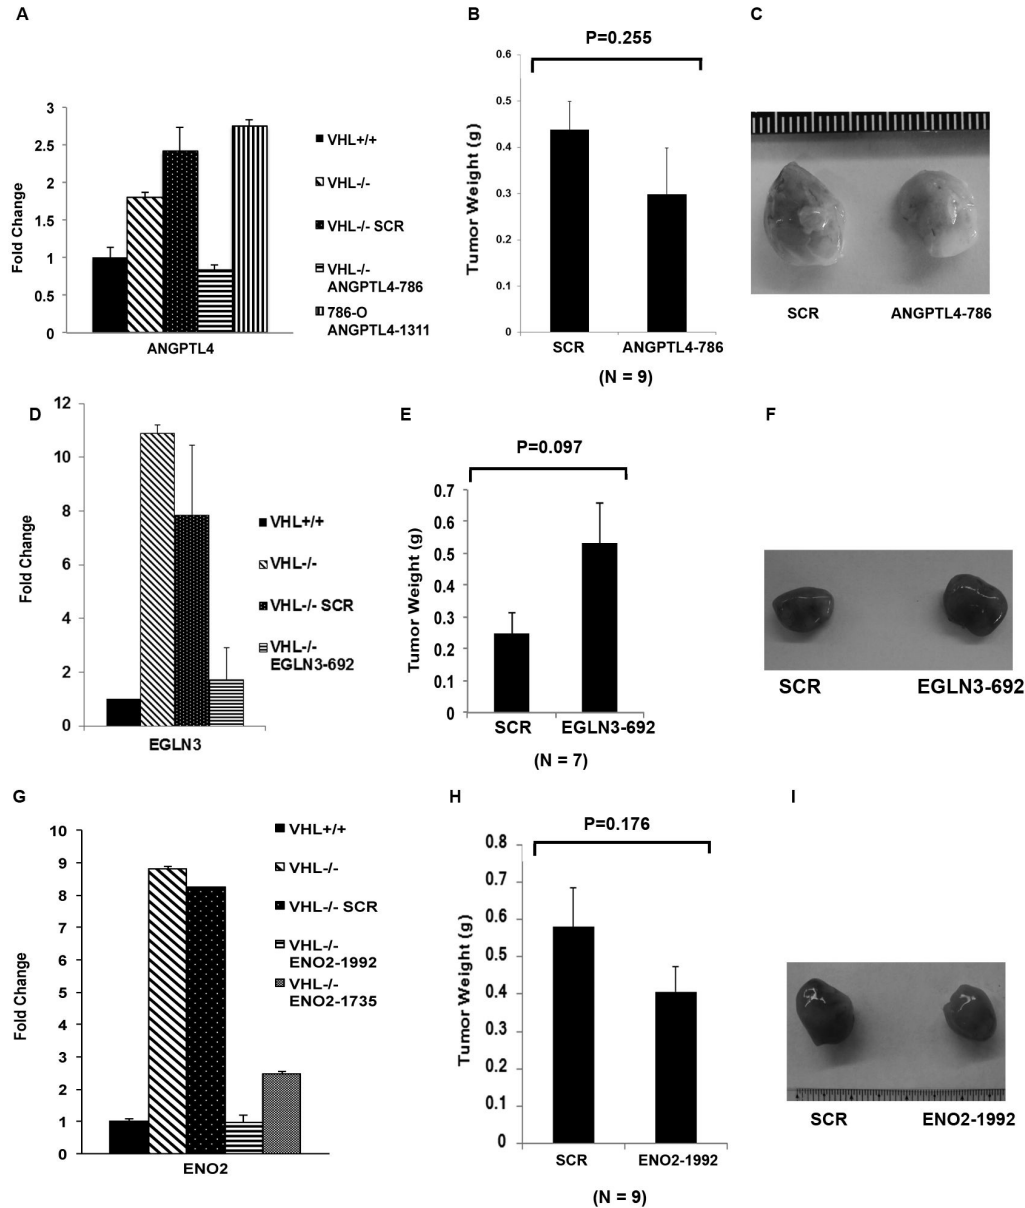 A
3
2.5
2
1.5
1
0.5
0
Fold Change
ANGPTL4
VHL+/+
VHL-/-
VHL-/- SCR
VHL-/-
ANGPTL4-786
786-O
ANGPTL4-1311
B
P=0.255
0.6
0.5
0.4
0.3
0.2
0.1
0
Tumor Weight (g)
SCR
ANGPTL4-786
(N = 9)
C
SCR
ANGPTL4-786
D
12
10
8
6
4
2
0
Fold Change
EGLN3
VHL+/+
VHL-/-
VHL-/- SCR
VHL-/-
EGLN3-692
E
P=0.097
0.7
0.6
0.5
0.4
0.3
0.2
0.1
0
Tumor Weight (g)
SCR
EGLN3-692
(N = 7)
F
SCR
EGLN3-692
G
10
9
8
7
6
5
4
3
2
1
0
Fold Change
ENO2
VHL+/+
VHL-/-
VHL-/- SCR
VHL-/-
ENO2-1992
VHL-/-
ENO2-1735
H
P=0.176
0.8
0.7
0.6
0.5
0.4
0.3
0.2
0.1
0
Tumor Weight (g)
SCR
ENO2-1992
(N = 9)
I
SCR
ENO2-1992